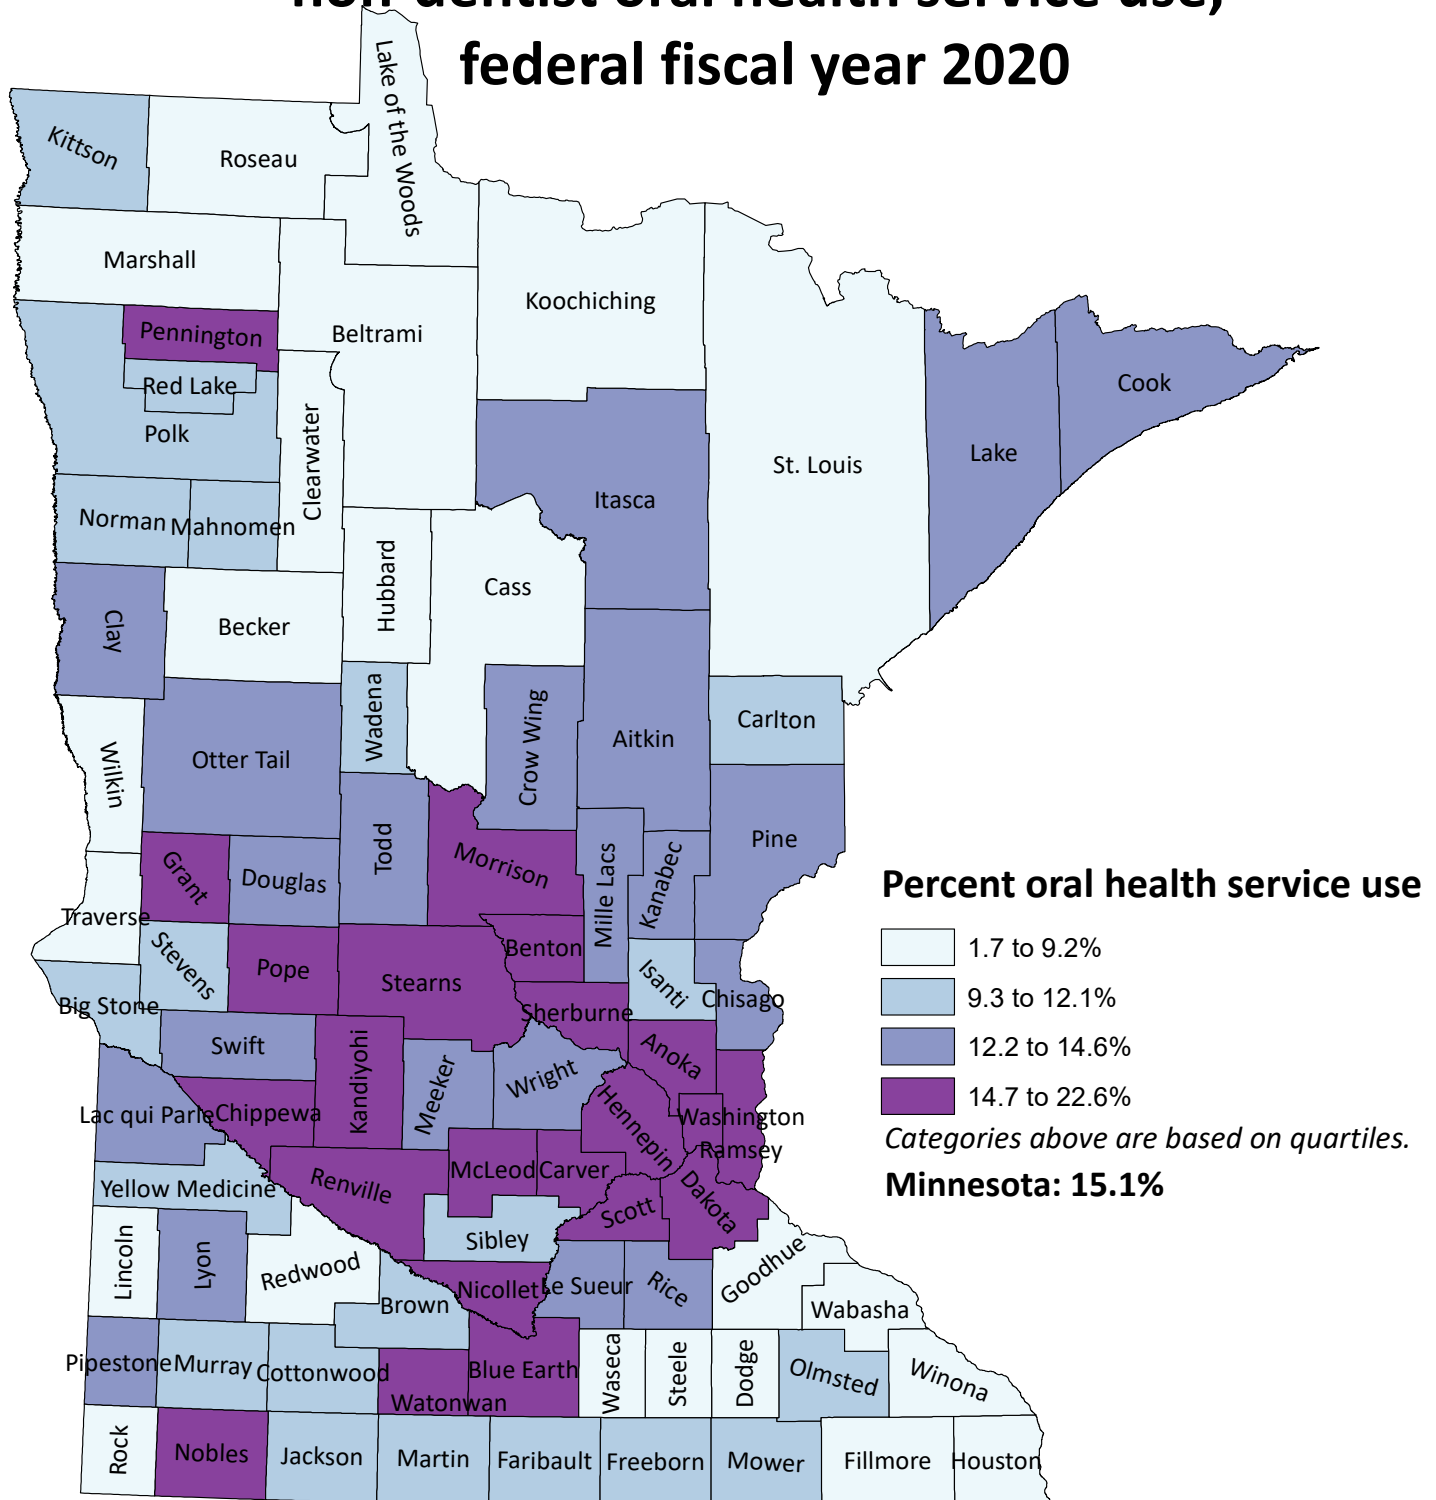 non-dentist oral health service use,
federal fiscal year 2020
Lake of the Woods
Kittson
Roseau
Marshall
Koochiching
Pennington
Beltrami
Red Lake
Cook
Polk
Clearwater
Lake
St. Louis
Itasca
Norman
Mahnomen
Hubbard
Cass
Clay
Becker
Wadena
Carlton
Crow Wing
Aitkin
Otter Tail
Wilkin
Pine
Todd
Morrison
Mille Lacs
Kanabec
Grant
Douglas
Percent oral health service use
Traverse
Stevens
Benton
1.7 to 9.2%
Pope
Stearns
Isanti
Chisago
9.3 to 12.1%
Big Stone
Sherburne
Swift
Kandiyohi
Anoka
12.2 to 14.6%
Meeker
Wright
14.7 to 22.6%
Lac qui Parle
Chippewa
Hennepin
Washington
Categories above are based on quartiles.
Ramsey
McLeod
Carver
Minnesota: 15.1%
Yellow Medicine
Renville
Dakota
Scott
Lincoln
Lyon
Redwood
Sibley
Goodhue
Nicollet
Le Sueur
Rice
Brown
Wabasha
Pipestone
Murray
Cottonwood
Blue Earth
Waseca
Steele
Dodge
Olmsted
Winona
Watonwan
Rock
Nobles
Jackson
Martin
Faribault
Freeborn
Mower
Fillmore
Houston